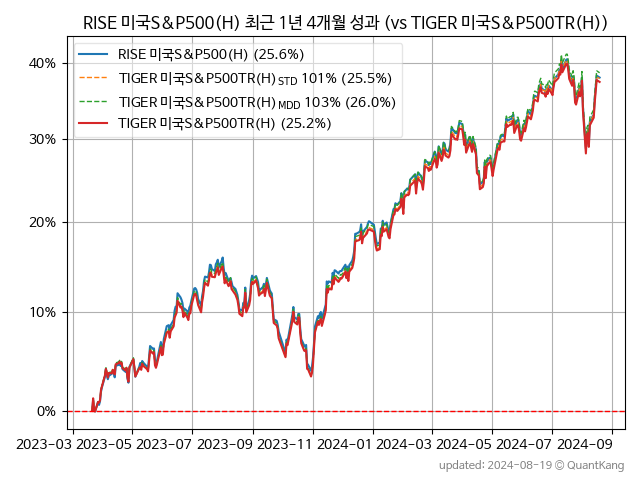 RISE 미국S&P500(H) 최근 1년 4개월 성과 (vs TIGER 미국S&P500TR(H))
RISE 미국S&P500(H) (25.6%)
TIGER 미국S&P500TR(H) STD 101% (25.5%)
TIGER 미국S&P500TR(H) MDD 103% (26.0%)
TIGER 미국S&P500TR(H) (25.2%)
40%
30%
20%
10%
0%
2023-03 2023-05 2023-07 2023-09 2023-11 2024-01 2024-03 2024-05 2024-07 2024-09
updated: 2024-08-19 © QuantKang